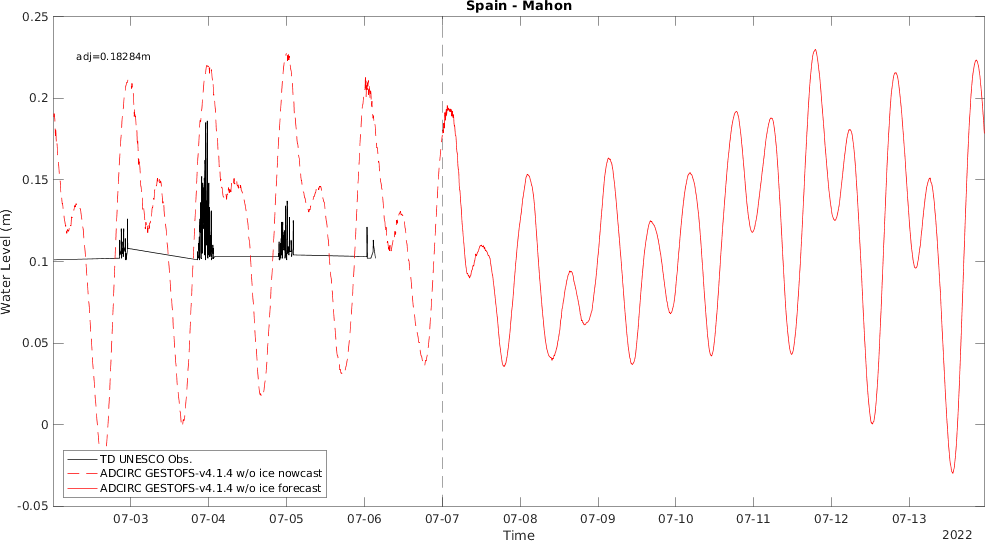 Spain - Mahon
0.25
0.2
0.15
0.1
0.05
0
-0.05
Water Level (m)
adj=0.18284m
TD UNESCO Obs.
ADCIRC GESTOFS-v4.1.4 w/o ice nowcast
ADCIRC GESTOFS-v4.1.4 w/o ice forecast
07-03 07-04 07-05 07-06 07-07 07-08 07-09 07-10 07-11 07-12 07-13
Time
2022